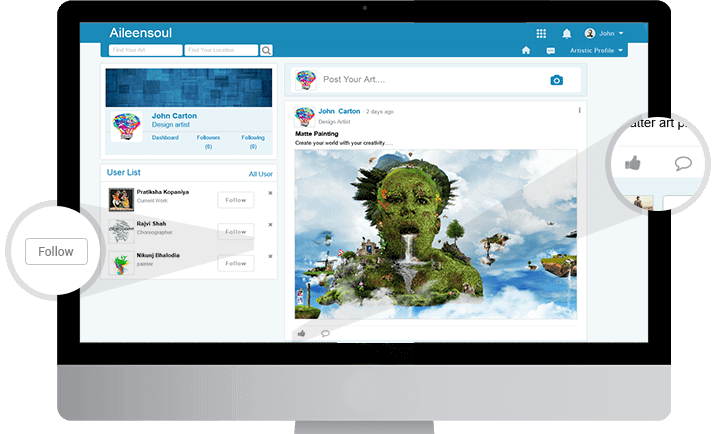 Aileensoul
John
Find Your Art
Find Your Location
Artistic Profile
John Carton
Design artist
Dashboard
Followers
Following
(0)
(0)
User List
All User
Pratiksha Kopaniya
Current Work
Follow
Rajvi Shah
Choreographer
Follow
Nikunj Bhalodia
painter
Follow
Post Your Art....
John Carton
2 days ago
Design Artist
Matte Painting
Create your world with your creativity.....
Follow
atter art p